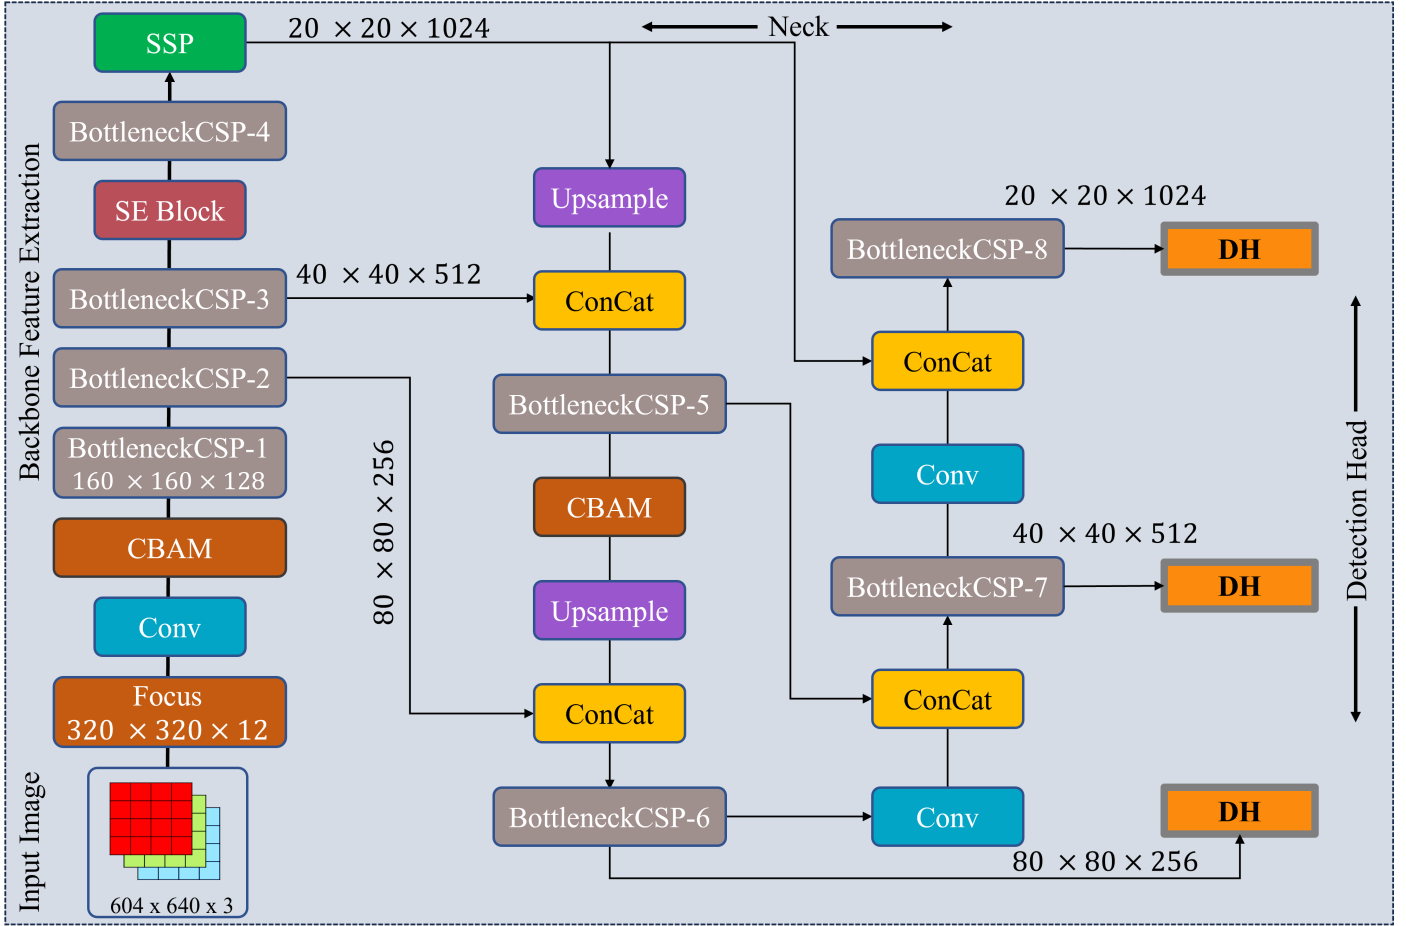 SSP
20 × 20 × 1024
Neck
BottleneckCSP-4
SE Block
BottleneckCSP-3
40 × 40 × 512
BottleneckCSP-2
BottleneckCSP-1
160 × 160 × 128
CBAM
Conv
Focus
320 × 320 × 12
604 x 640 x 3
Backbone Feature Extraction
Input Image
80 × 80 × 256
Upsample
ConCat
BottleneckCSP-5
CBAM
Upsample
ConCat
BottleneckCSP-6
20 × 20 × 1024
BottleneckCSP-8
DH
ConCat
Conv
40 × 40 × 512
BottleneckCSP-7
DH
ConCat
Conv
DH
80 × 80 × 256
Detection Head